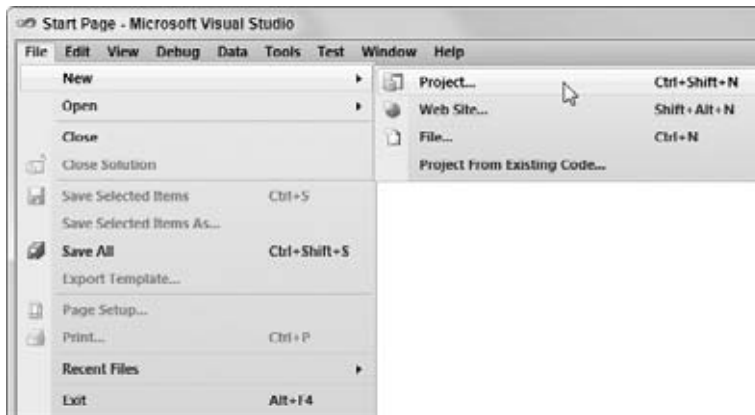 Start Page - Microsoft Visual Studio
File Edit View Debug Data Tools Test Window Help
New
Open
Close
Close Solution
Save Selected Items Ctrl+S
Save Selected Items As...
Save All Ctrl+Shift+S
Export Template...
Page Setup...
Print... Ctrl+P
Recent Files
Exit Alt+F4
Project... Ctrl+Shift+N
Web Site... Shift+Alt+N
File... Ctrl+N
Project From Existing Code...